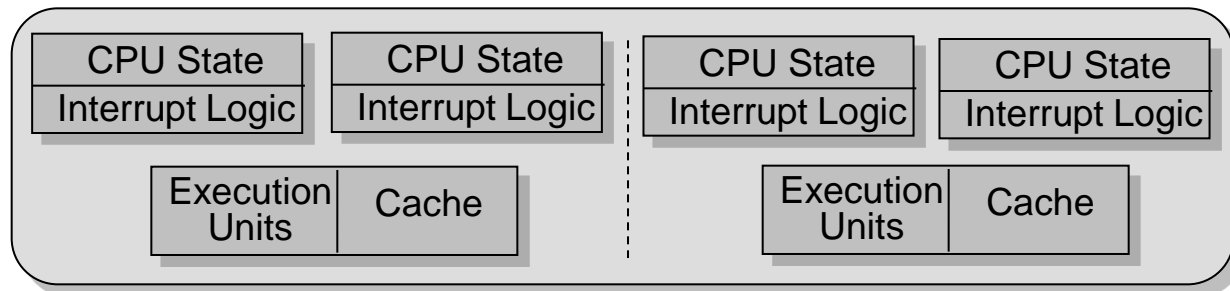 CPU State
Interrupt Logic
CPU State
Interrupt Logic
CPU State
Interrupt Logic
CPU State
Interrupt Logic
Execution
Units
Cache
Execution
Units
Cache